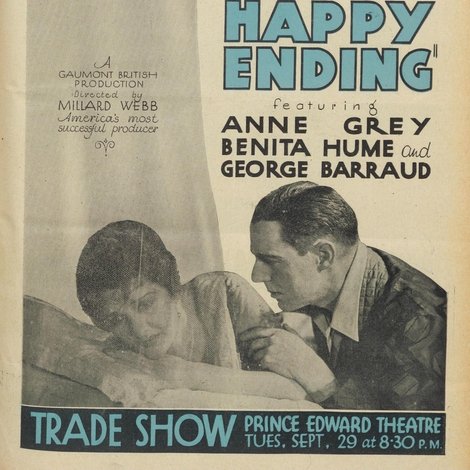 HAPPY
ENDING"
A
GAUMONT BRITISH
PRODUCTION
Directed by
MILLARD WEBB
America's most
successful producer
featuring
ANNE GREY
BENITA HUME and
GEORGE BARRAUD
TRADE SHOW PRINCE EDWARD THEATRE
TUES, SEPT, 29 at 8·30 P.M.